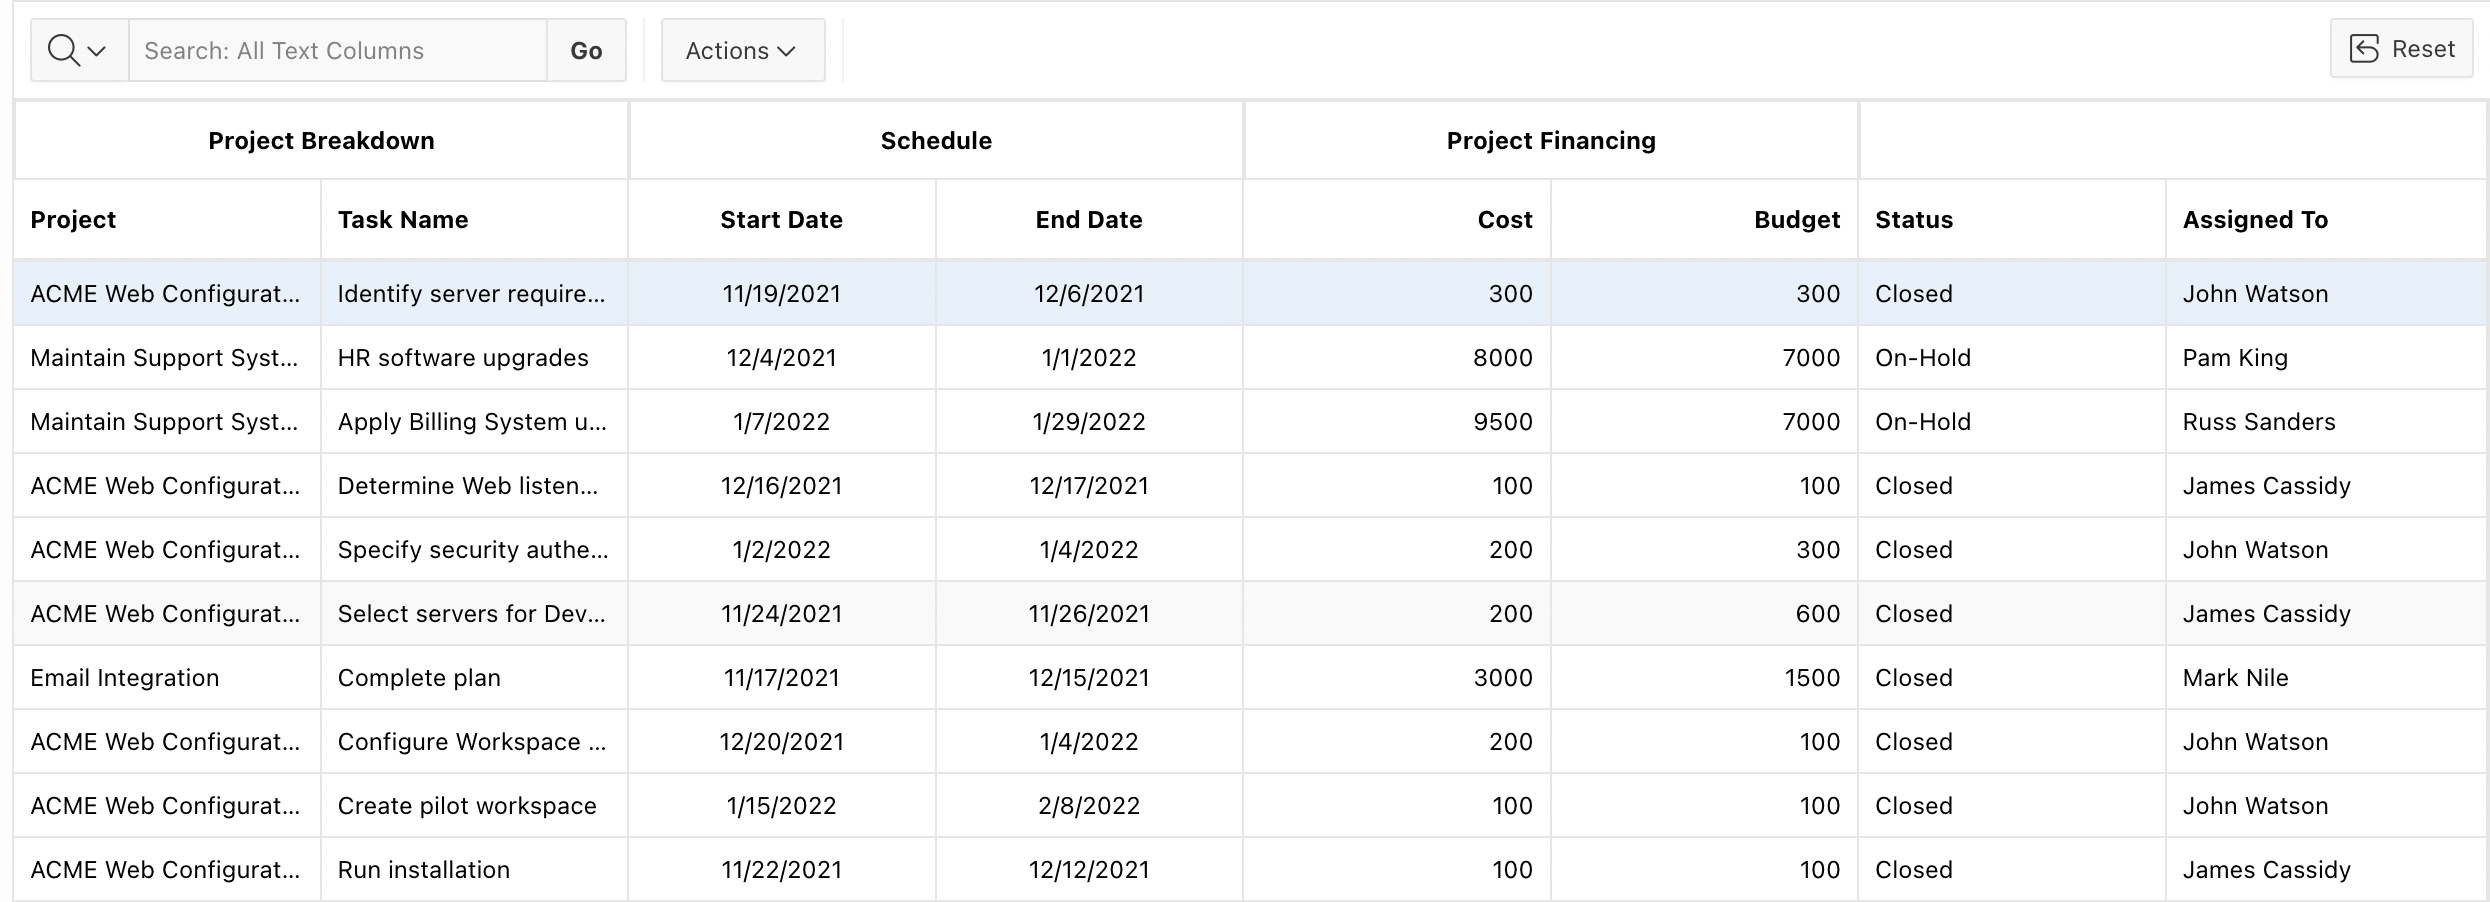 Search: All Text Columns Go Actions Reset
Project Breakdown Schedule Project Financing
Project Task Name Start Date End Date Cost Budget Status Assigned To
ACME Web Configurat... Identify server require... 11/19/2021 12/6/2021 300 300 Closed John Watson
Maintain Support Syst... HR software upgrades 12/4/2021 1/1/2022 8000 7000 On-Hold Pam King
Maintain Support Syst... Apply Billing System u... 1/7/2022 1/29/2022 9500 7000 On-Hold Russ Sanders
ACME Web Configurat... Determine Web listen... 12/16/2021 12/17/2021 100 100 Closed James Cassidy
ACME Web Configurat... Specify security authe... 1/2/2022 1/4/2022 200 300 Closed John Watson
ACME Web Configurat... Select servers for Dev... 11/24/2021 11/26/2021 200 600 Closed James Cassidy
Email Integration Complete plan 11/17/2021 12/15/2021 3000 1500 Closed Mark Nile
ACME Web Configurat... Configure Workspace ... 12/20/2021 1/4/2022 200 100 Closed John Watson
ACME Web Configurat... Create pilot workspace 1/15/2022 2/8/2022 100 100 Closed John Watson
ACME Web Configurat... Run installation 11/22/2021 12/12/2021 100 100 Closed James Cassidy